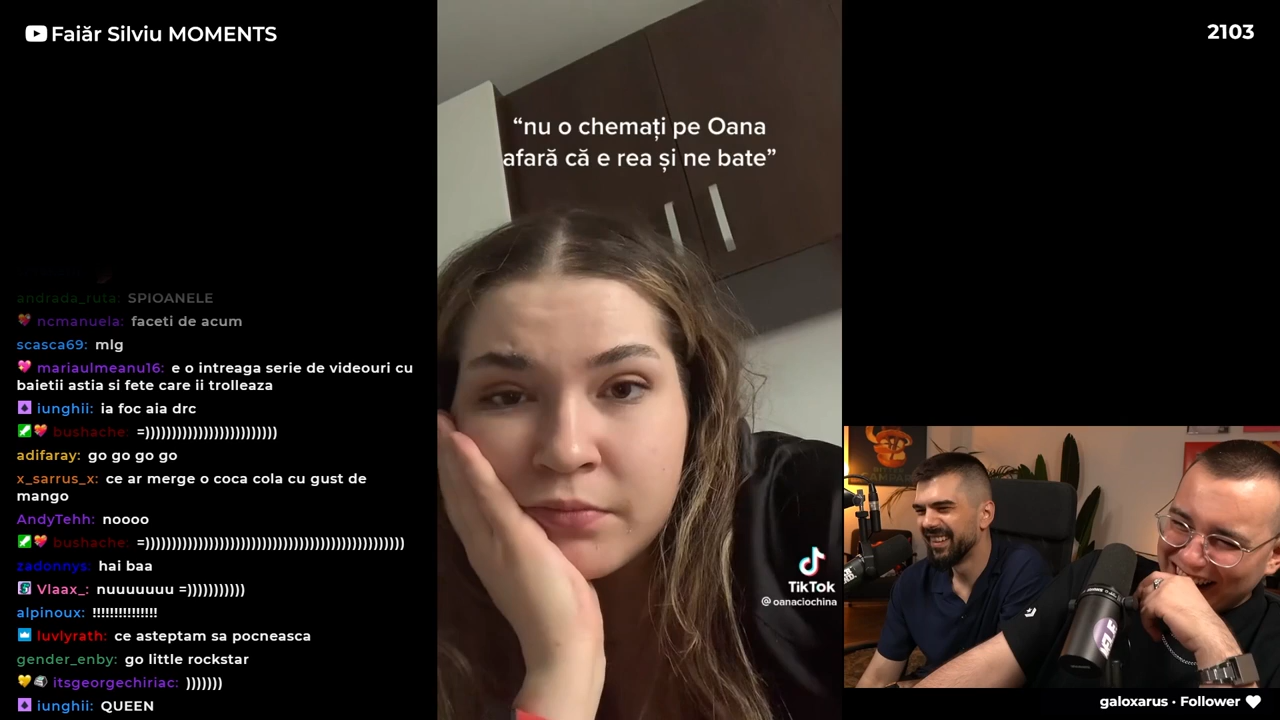 Faiăr Silviu MOMENTS
2103
“nu o chemați pe Oana
afară că e rea și ne bate”
andrada_ruta: SPIOANELE
ncmanuela: faceti de acum
scasca69: mlg
mariaulmeanu16: e o intreaga serie de videouri cu
baietii astia si fete care ii trolleaza
iunghii: ia foc aia drc
bushache: =)))))))))))))))))))))))))
adifaray: go go go go
x_sarrus_x: ce ar merge o coca cola cu gust de
mango
AndyTehh: noooo
bushache: =)))))))))))))))))))))))))))))))))))))))))))))))))
zadonnys: hai baa
Vlaax_: nuuuuuuu =)))))))))))
alpinoux: !!!!!!!!!!!!!!!
luvlyrath: ce asteptam sa pocneasca
gender_enby: go little rockstar
itsgeorgechiriac: )))))))
iunghii: QUEEN
TikTok
@oanaciochina
galoxarus · Follower